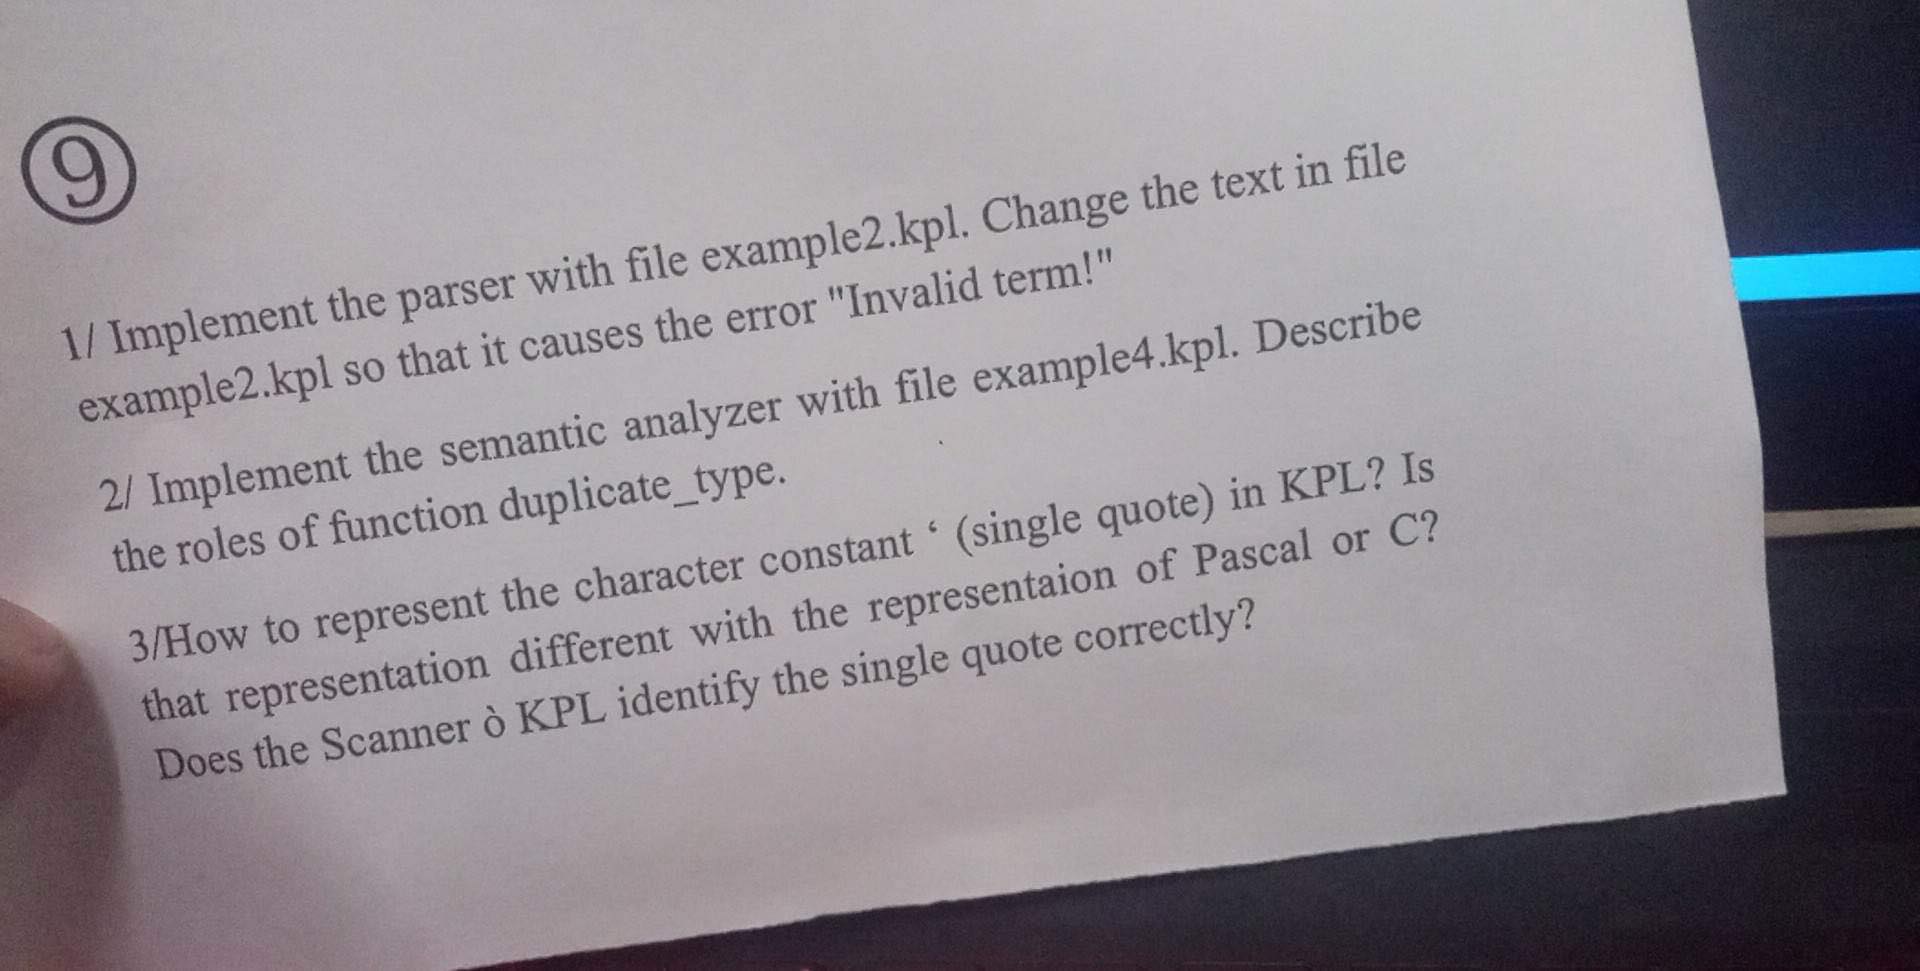 9
1/ Implement the parser with file example2.kpl. Change the text in file
example2.kpl so that it causes the error "Invalid term!"
2/ Implement the semantic analyzer with file example4.kpl. Describe
the roles of function duplicate_type.
3/How to represent the character constant ‘ (single quote) in KPL? Is
that representation different with the representaion of Pascal or C?
Does the Scanner ò KPL identify the single quote correctly?